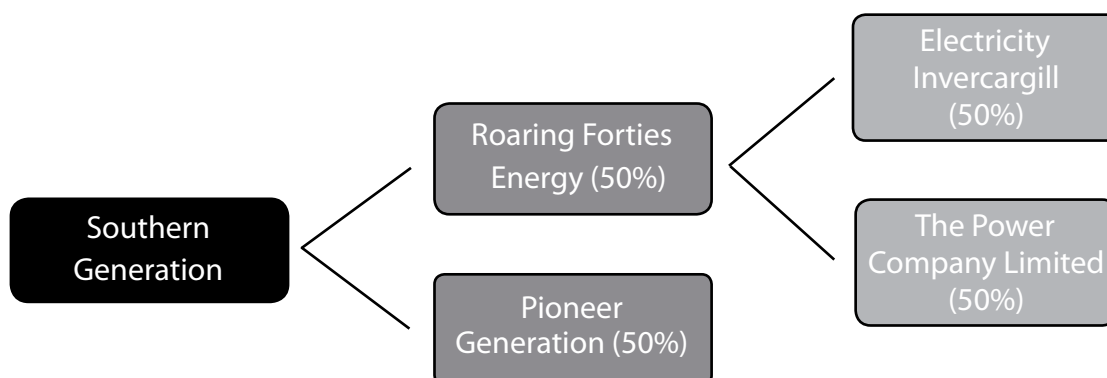 Southern
Generation
Roaring Forties
Energy (50%)
Pioneer
Generation (50%)
Electricity
Invercargill
(50%)
The Power
Company Limited
(50%)